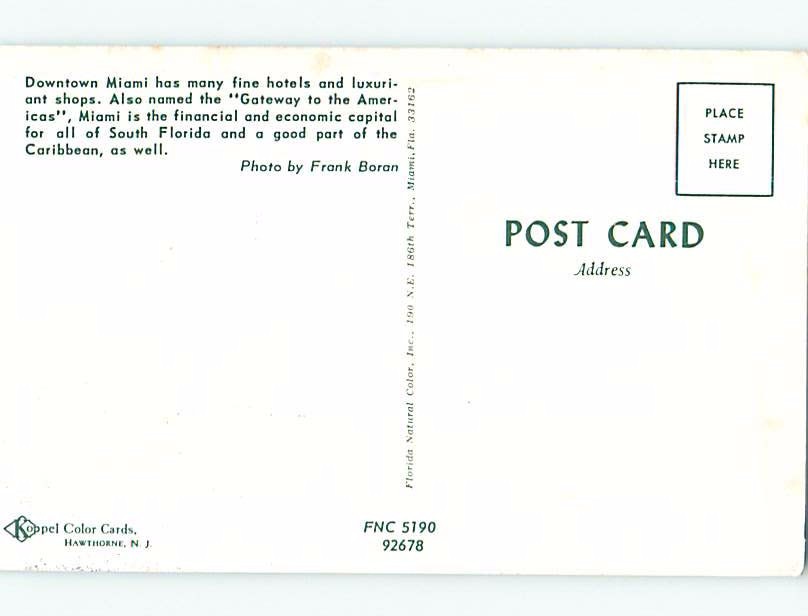 Downtown Miami has many fine hotels and luxuri-
ant shops. Also named the "Gateway to the Amer-
icas", Miami is the financial and economic capital
for all of South Florida and a good part of the
Caribbean, as well.
Photo by Frank Boran
Florida Natural Color, Inc., 190 N.E. 186th Terr., Miami, Fla. 33162
PLACE
STAMP
HERE
POST CARD
Address
Koppel Color Cards,
HAWTHORNE, N. J.
FNC 5190
92678